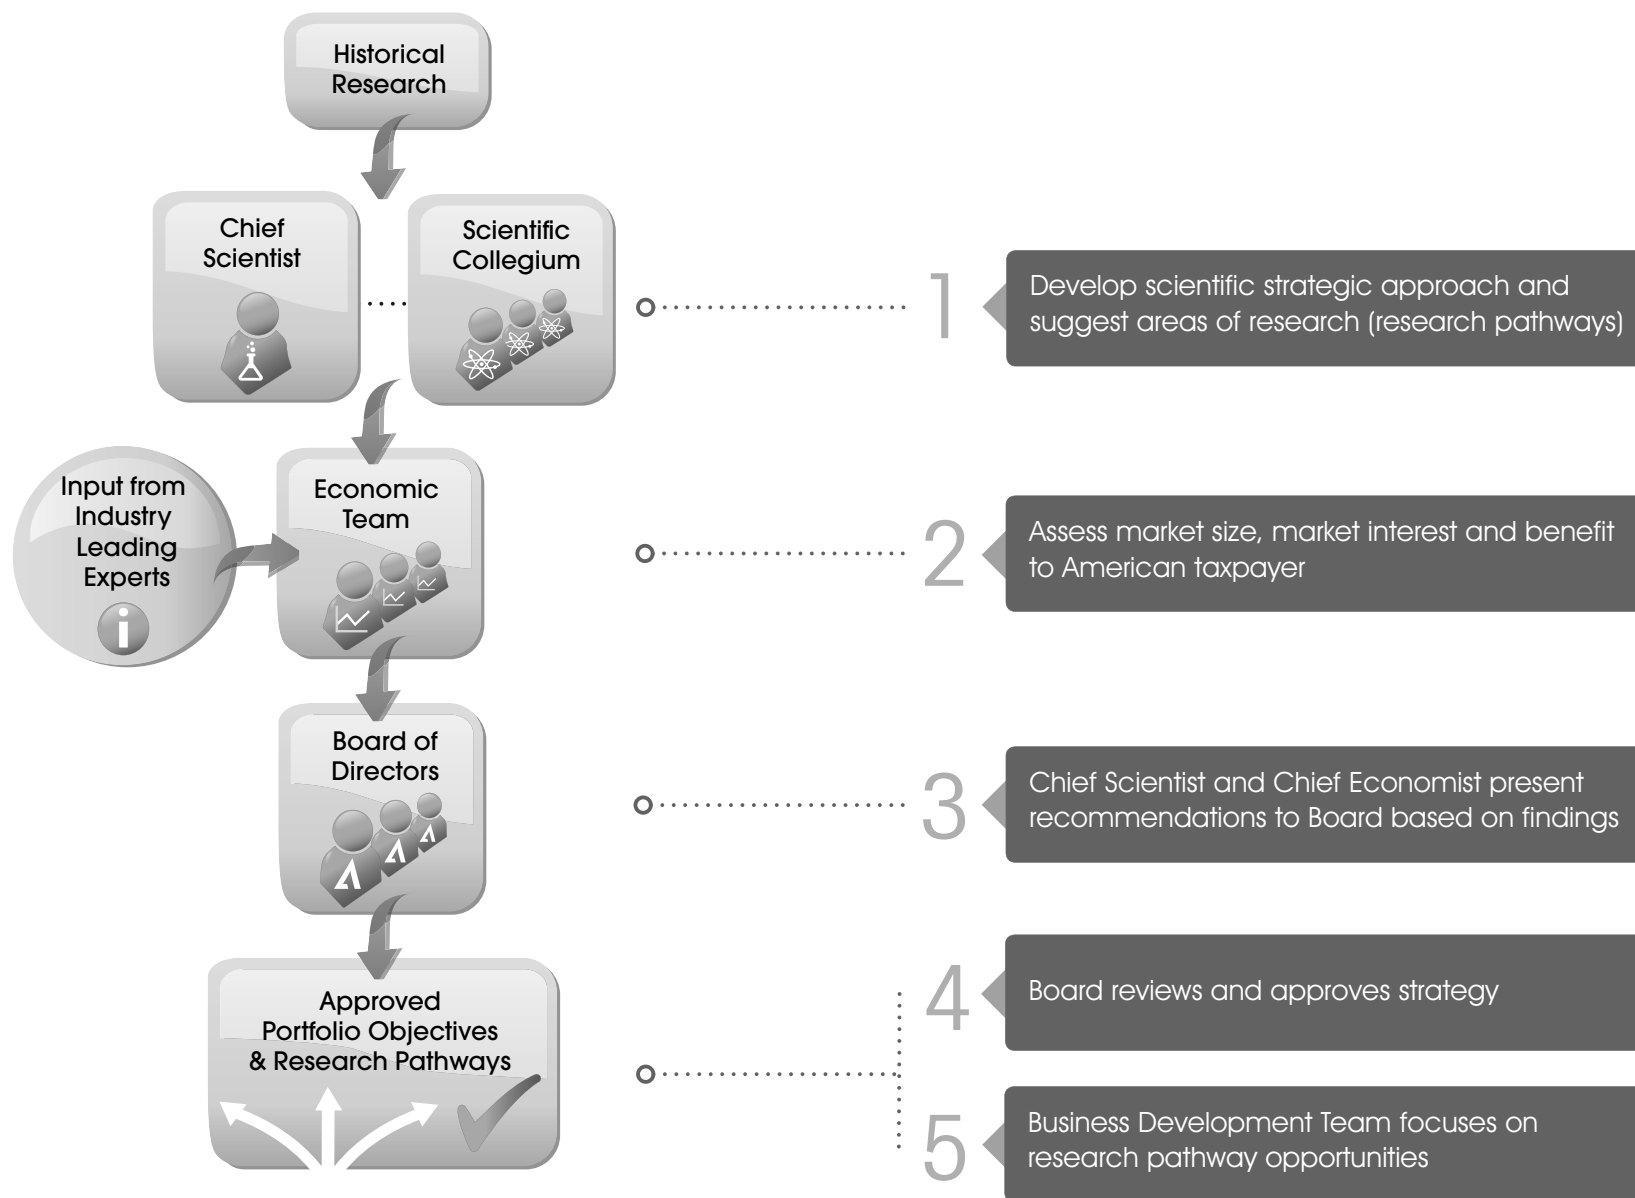 Historical
Research
Chief
Scientist
Scientific
Collegium
1
Develop scientific strategic approach and
suggest areas of research (research pathways)
Input from
Industry
Leading
Experts
i
Economic
Team
2
Assess market size, market interest and benefit
to American taxpayer
Board of
Directors
3
Chief Scientist and Chief Economist present
recommendations to Board based on findings
Approved
Portfolio Objectives
& Research Pathways
4
Board reviews and approves strategy
5
Business Development Team focuses on
research pathway opportunities